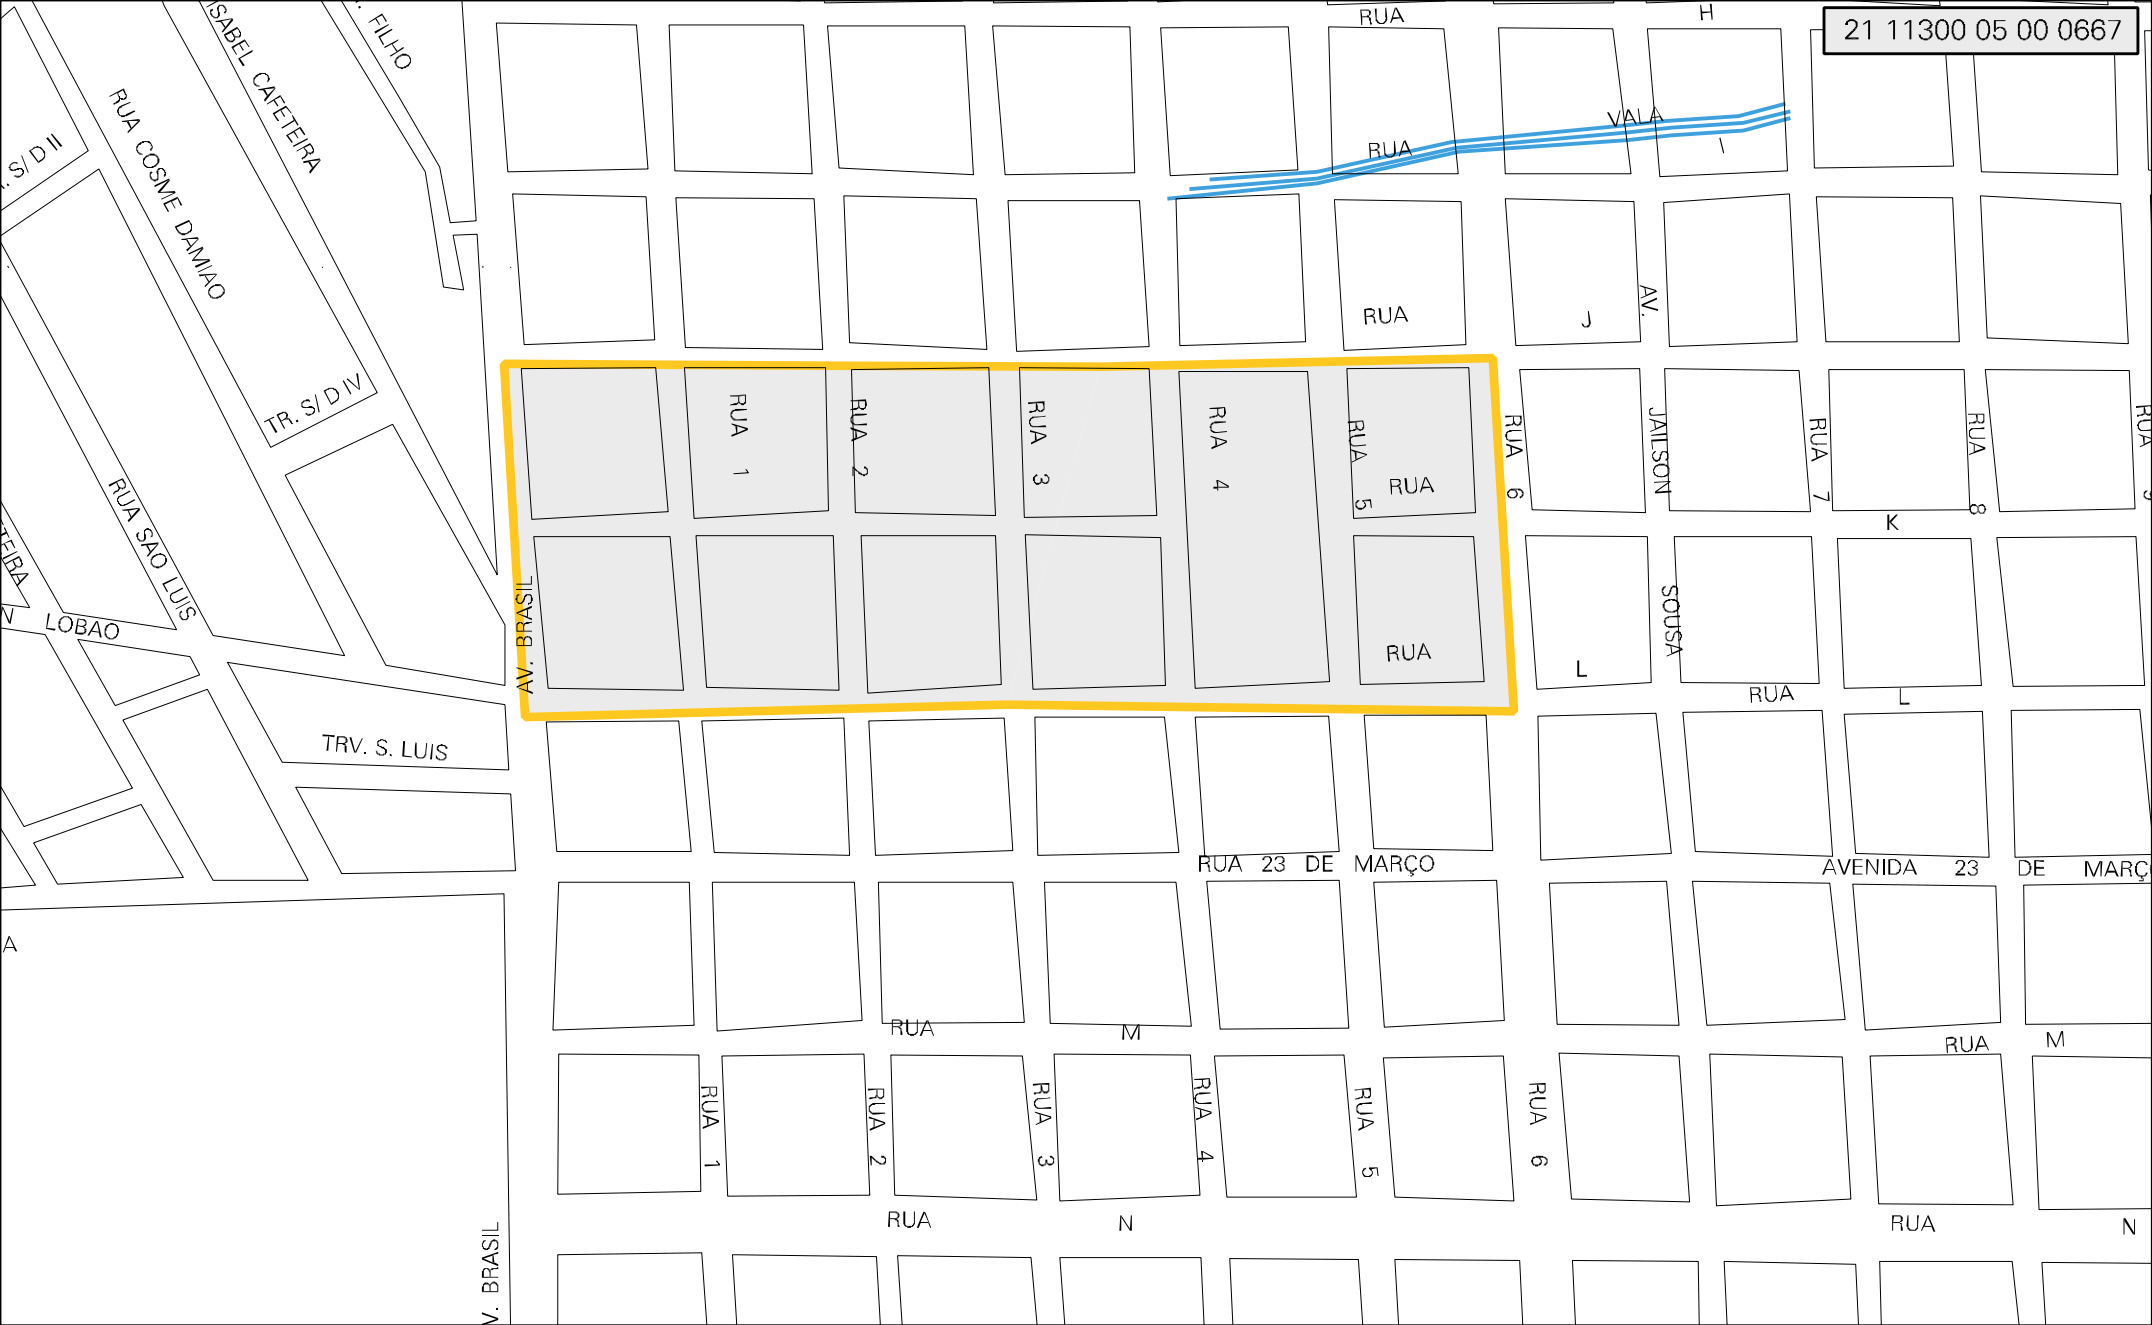 RUA H
21 11300 05 00 0667
FILHO
ISABEL CAFETEIRA
RUA COSME DAMIAO
S/D II
VALA
RUA I
RUA J
AV. JAILSON SOUSA
TR. S/D IV
RUA 1
RUA 2
RUA 3
RUA 4
RUA 5
RUA 6
RUA 7
RUA 8
RUA 9
RUA K
RUA SAO LUIS
TEIRA
N LOBAO
AV. BRASIL
RUA L
RUA L
TRV. S. LUIS
RUA 23 DE MARÇO
AVENIDA 23 DE MARÇ
A
RUA M
RUA M
RUA 1
RUA 2
RUA 3
RUA 4
RUA 5
RUA 6
RUA N
RUA N
V. BRASIL